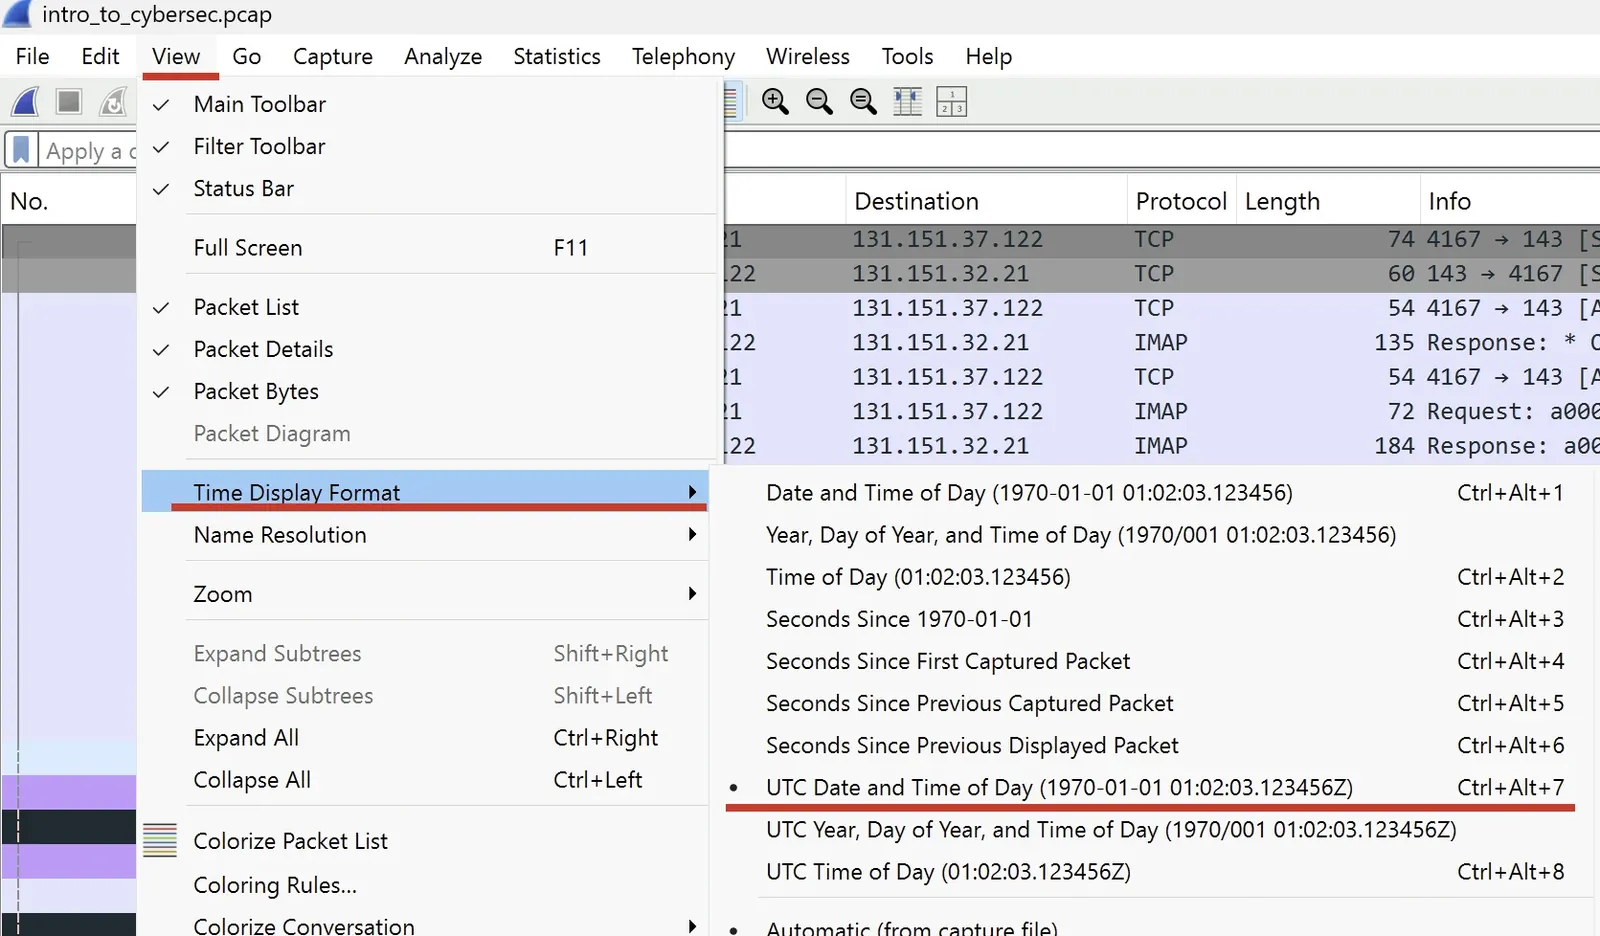 intro_to_cybersec.pcap
File Edit View Go Capture Analyze Statistics Telephony Wireless Tools Help
Main Toolbar
Filter Toolbar
Status Bar
Full Screen F11
Packet List
Packet Details
Packet Bytes
Packet Diagram
Time Display Format
Name Resolution
Zoom
Expand Subtrees Shift+Right
Collapse Subtrees Shift+Left
Expand All Ctrl+Right
Collapse All Ctrl+Left
Colorize Packet List
Coloring Rules...
Colorize Conversation
Apply a
No. Destination Protocol Length Info
21 131.151.37.122 TCP 74 4167 → 143 [S
.22 131.151.32.21 TCP 60 143 → 4167 [S
21 131.151.37.122 TCP 54 4167 → 143 [A
.22 131.151.32.21 IMAP 135 Response: * O
21 131.151.37.122 TCP 54 4167 → 143 [A
21 131.151.37.122 IMAP 72 Request: a000
.22 131.151.32.21 IMAP 184 Response: a00
Date and Time of Day (1970-01-01 01:02:03.123456) Ctrl+Alt+1
Year, Day of Year, and Time of Day (1970/001 01:02:03.123456)
Time of Day (01:02:03.123456) Ctrl+Alt+2
Seconds Since 1970-01-01 Ctrl+Alt+3
Seconds Since First Captured Packet Ctrl+Alt+4
Seconds Since Previous Captured Packet Ctrl+Alt+5
Seconds Since Previous Displayed Packet Ctrl+Alt+6
UTC Date and Time of Day (1970-01-01 01:02:03.123456Z) Ctrl+Alt+7
UTC Year, Day of Year, and Time of Day (1970/001 01:02:03.123456Z)
UTC Time of Day (01:02:03.123456Z) Ctrl+Alt+8
Automatic (from capture file)